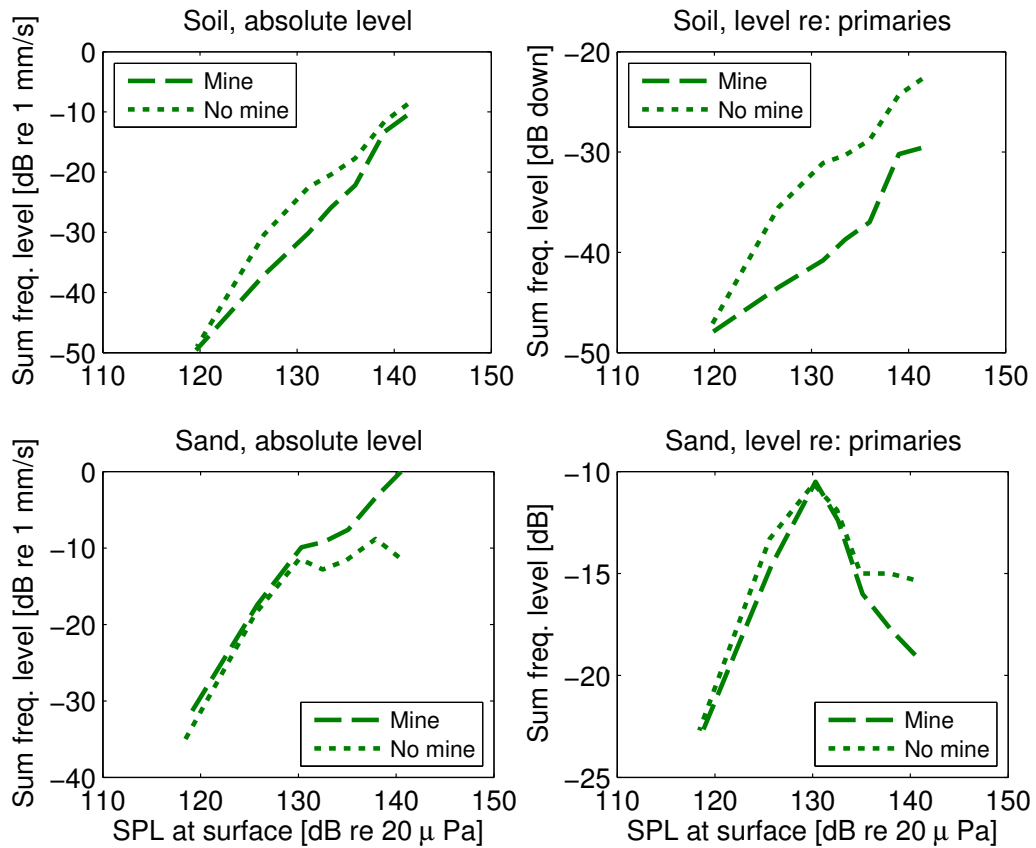 Soil, absolute level
Sum freq. level [dB re 1 mm/s]
0
−10
−20
−30
−40
−50
110 120 130 140 150
Mine
No mine
Soil, level re: primaries
Sum freq. level [dB down]
−20
−30
−40
−50
110 120 130 140 150
Mine
No mine
Sand, absolute level
Sum freq. level [dB re 1 mm/s]
0
−10
−20
−30
−40
110 120 130 140 150
SPL at surface [dB re 20 μ Pa]
Mine
No mine
Sand, level re: primaries
Sum freq. level [dB]
−10
−15
−20
−25
110 120 130 140 150
SPL at surface [dB re 20 μ Pa]
Mine
No mine